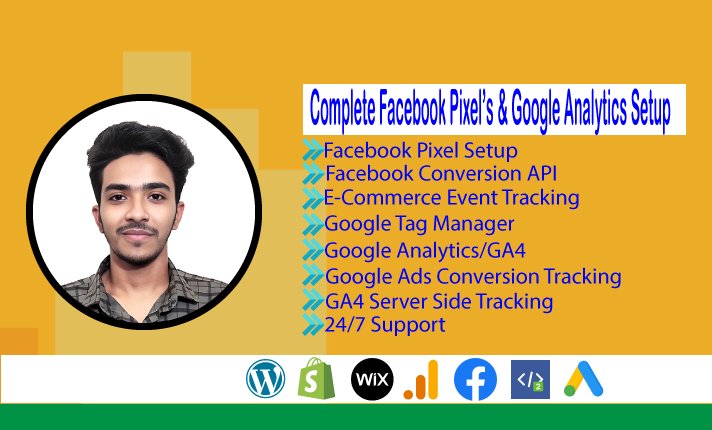 Complete Facebook Pixel's & Google Analytics Setup
Facebook Pixel Setup
Facebook Conversion API
E-Commerce Event Tracking
Google Tag Manager
Google Analytics/GA4
Google Ads Conversion Tracking
GA4 Server Side Tracking
24/7 Support
W S WiX f </> 2